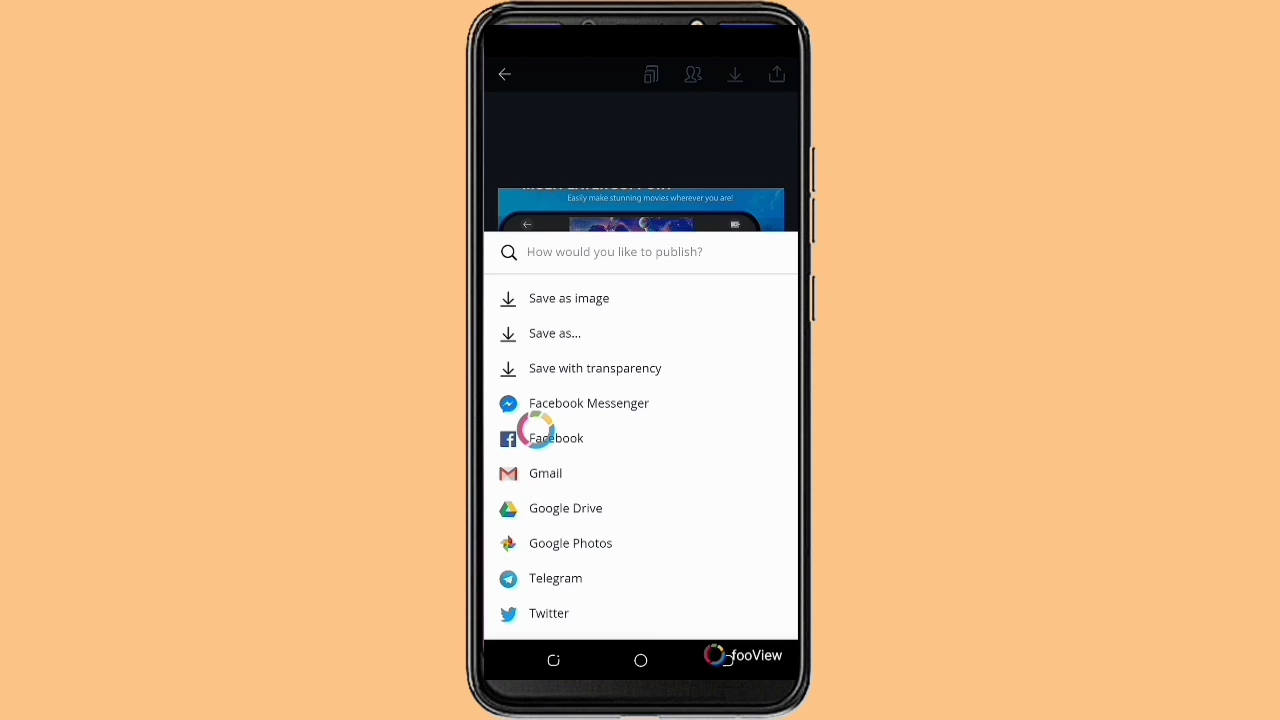 Easily make stunning movies wherever you are!
How would you like to publish?
Save as image
Save as...
Save with transparency
Facebook Messenger
Facebook
Gmail
Google Drive
Google Photos
Telegram
Twitter
fooView